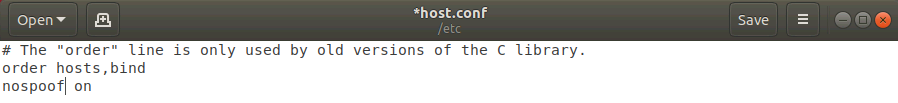 Open
*host.conf
/etc
Save
# The "order" line is only used by old versions of the C library.
order hosts,bind
nospoof on